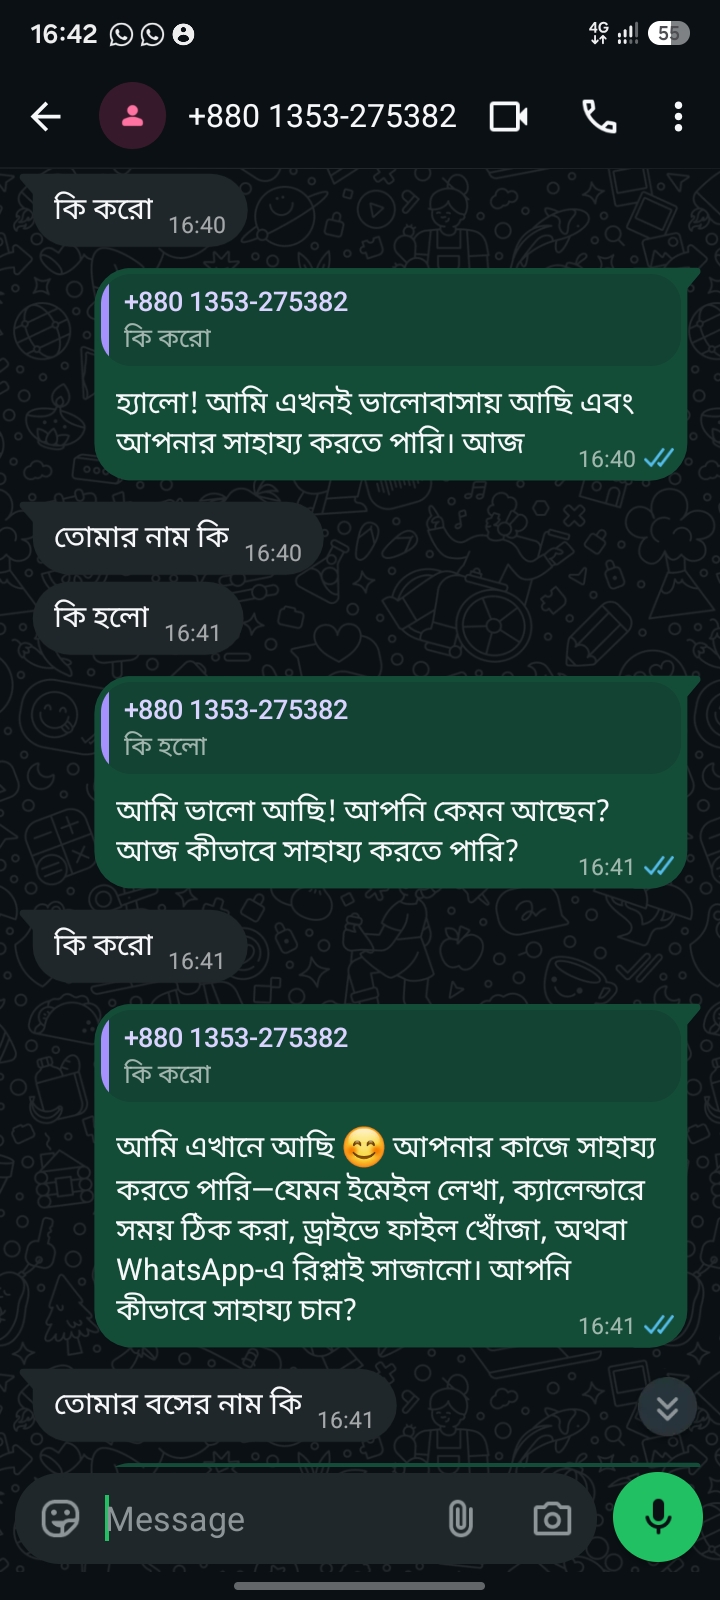 16:42
4G
55
+880 1353-275382
কি করো 16:40
+880 1353-275382
কি করো
হ্যালো! আমি এখনই ভালোবাসায় আছি এবং
আপনার সাহায্য করতে পারি। আজ 16:40
তোমার নাম কি 16:40
কি হলো 16:41
+880 1353-275382
কি হলো
আমি ভালো আছি! আপনি কেমন আছেন?
আজ কীভাবে সাহায্য করতে পারি? 16:41
কি করো 16:41
+880 1353-275382
কি করো
আমি এখানে আছি 😊 আপনার কাজে সাহায্য
করতে পারি—যেমন ইমেইল লেখা, ক্যালেন্ডারে
সময় ঠিক করা, ড্রাইভে ফাইল খোঁজা, অথবা
WhatsApp-এ রিপ্লাই সাজানো। আপনি
কীভাবে সাহায্য চান? 16:41
তোমার বসের নাম কি 16:41
Message